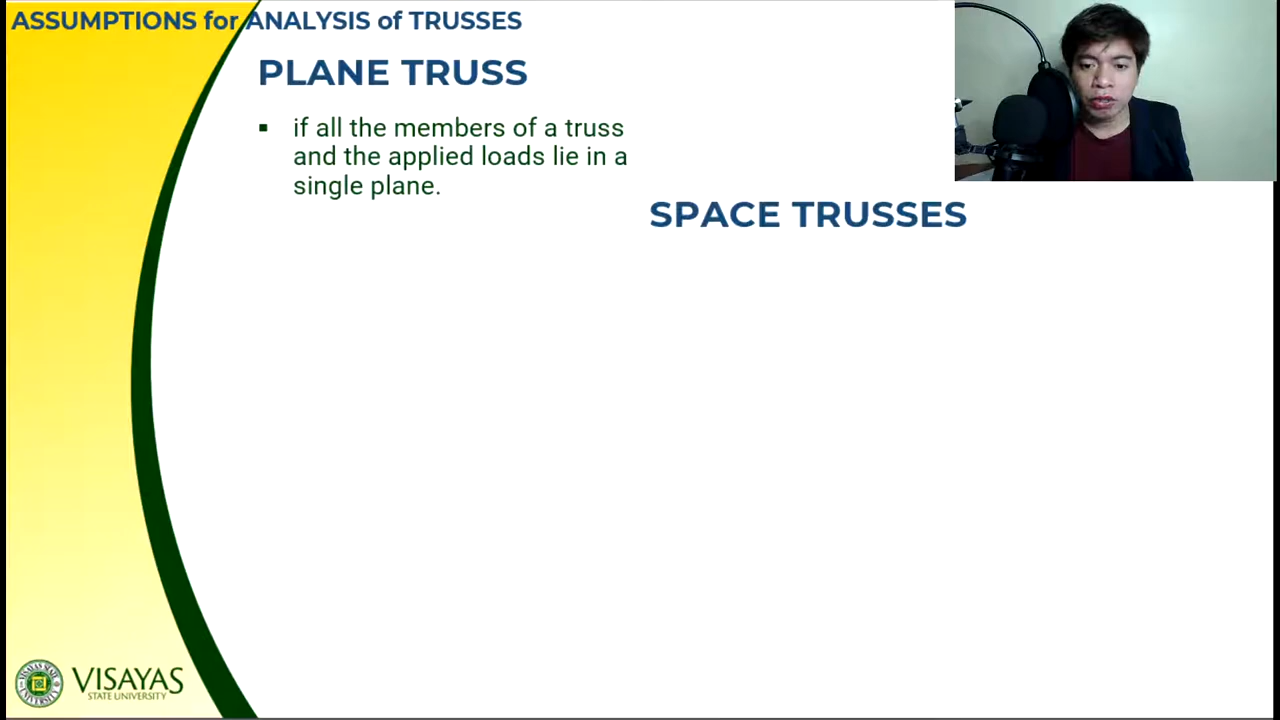 ASSUMPTIONS for ANALYSIS of TRUSSES
PLANE TRUSS
▪ if all the members of a truss
and the applied loads lie in a
single plane.
SPACE TRUSSES
VISAYAS
STATE UNIVERSITY